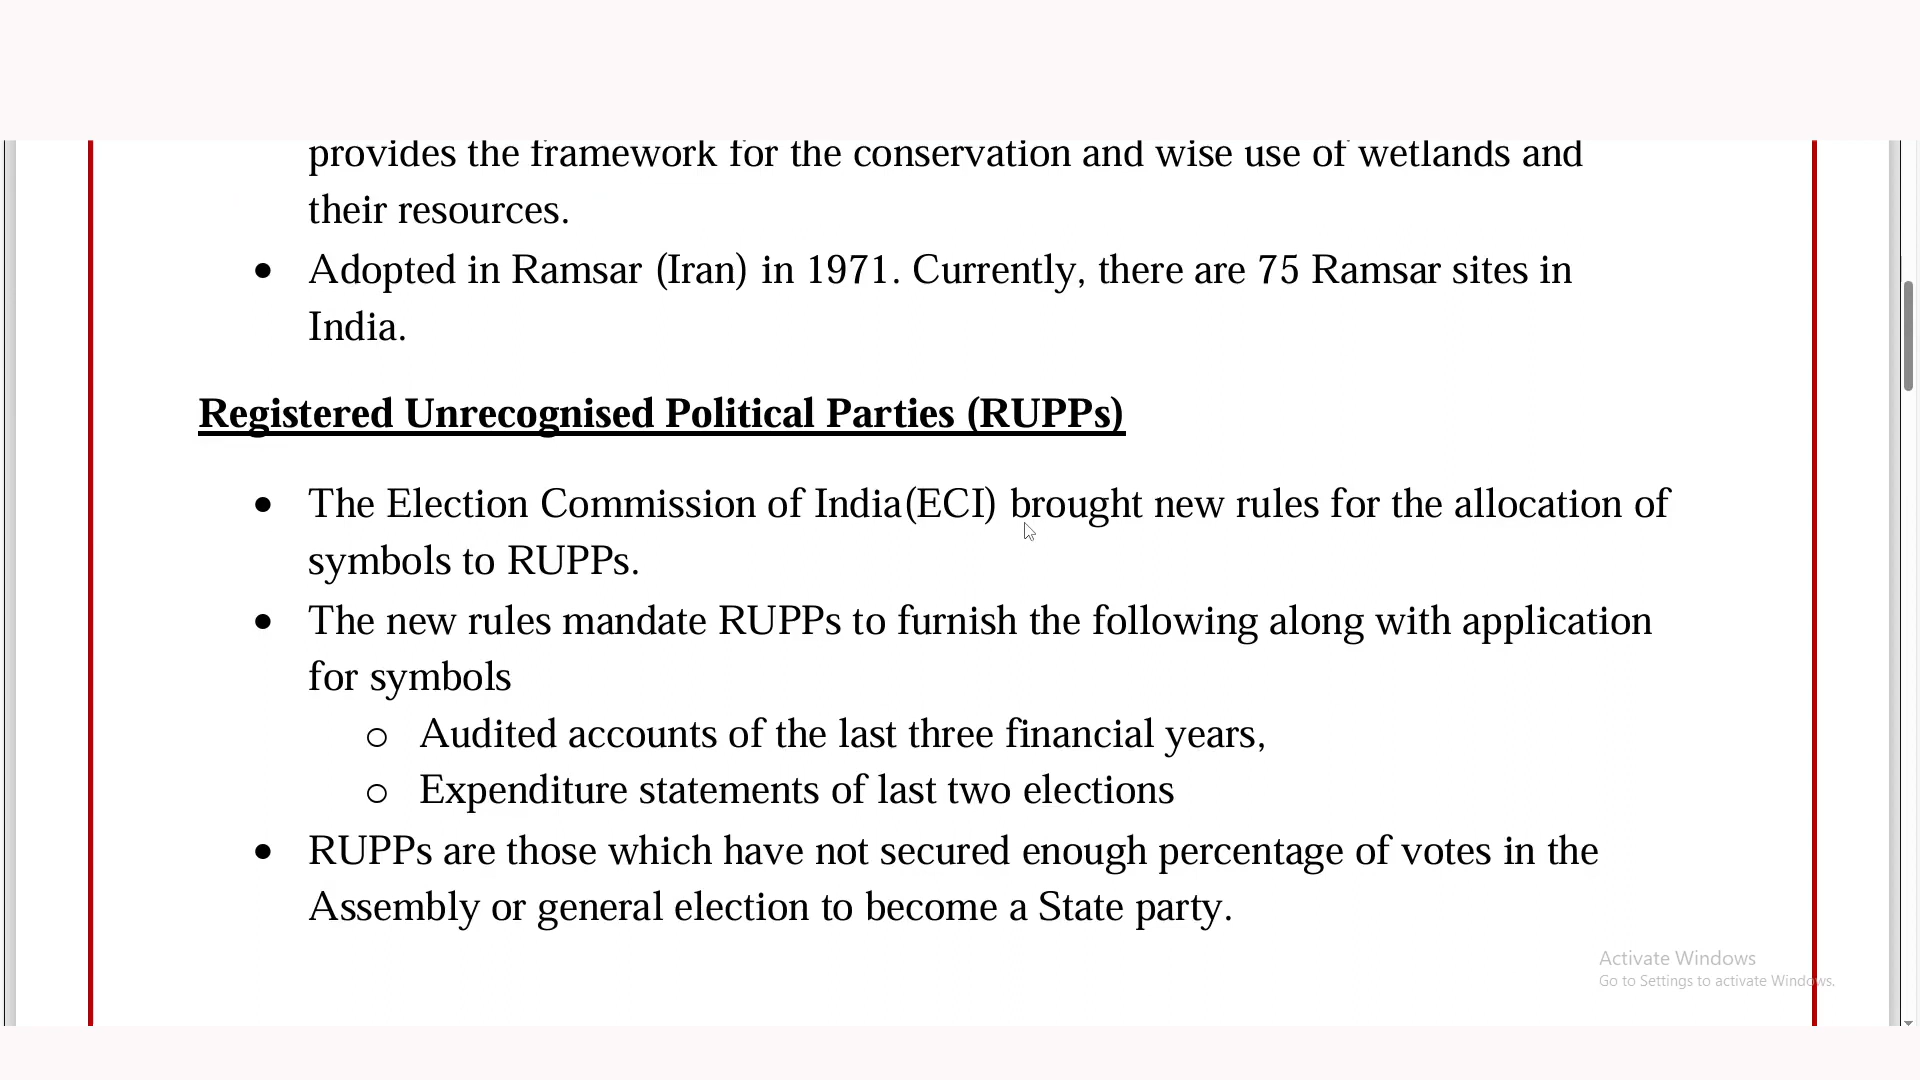 provides the framework for the conservation and wise use of wetlands and
their resources.
• Adopted in Ramsar (Iran) in 1971. Currently, there are 75 Ramsar sites in
India.
Registered Unrecognised Political Parties (RUPPs)
• The Election Commission of India(ECI) brought new rules for the allocation of
symbols to RUPPs.
• The new rules mandate RUPPs to furnish the following along with application
for symbols
o Audited accounts of the last three financial years,
o Expenditure statements of last two elections
• RUPPs are those which have not secured enough percentage of votes in the
Assembly or general election to become a State party.
Activate Windows
Go to Settings to activate Windows.